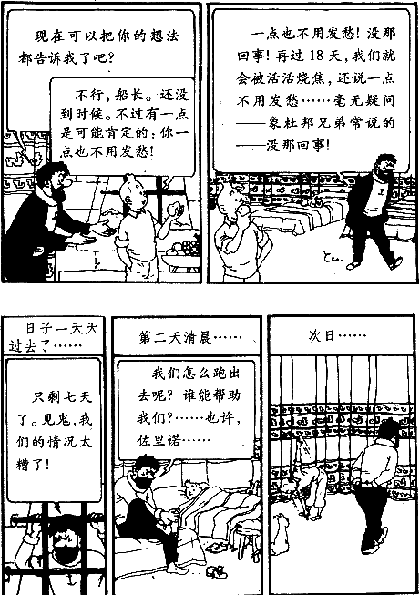 现在可以把你的想法
都告诉我了吧？
不行，船长。还没
到时侯。不过有一点
是可能肯定的：你一
点也不用发愁！
一点也不用发愁！没那
回事！再过18天，我们就
会被活活烧焦，还说一点
不用发愁……毫无疑问
——象杜邦兄弟常说的
——没那回事！
日子一天天
过去了……
只剩七天
了。见鬼，我
们的情况太
糟了！
第二天清晨……
我们怎么跑出
去呢？谁能帮助
我们？……也许，
佐兰诺……
次日……